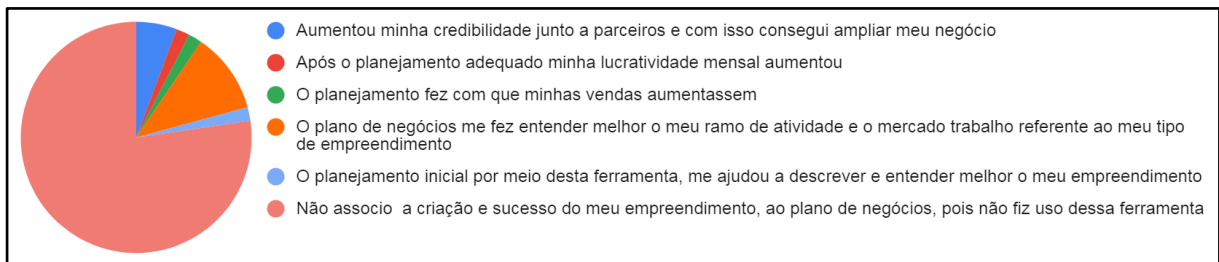 Aumentou minha credibilidade junto a parceiros e com isso consegui ampliar meu negócio
Após o planejamento adequado minha lucratividade mensal aumentou
O planejamento fez com que minhas vendas aumentassem
O plano de negócios me fez entender melhor o meu ramo de atividade e o mercado trabalho referente ao meu tipo
de empreendimento
O planejamento inicial por meio desta ferramenta, me ajudou a descrever e entender melhor o meu empreendimento
Não associo a criação e sucesso do meu empreendimento, ao plano de negócios, pois não fiz uso dessa ferramenta